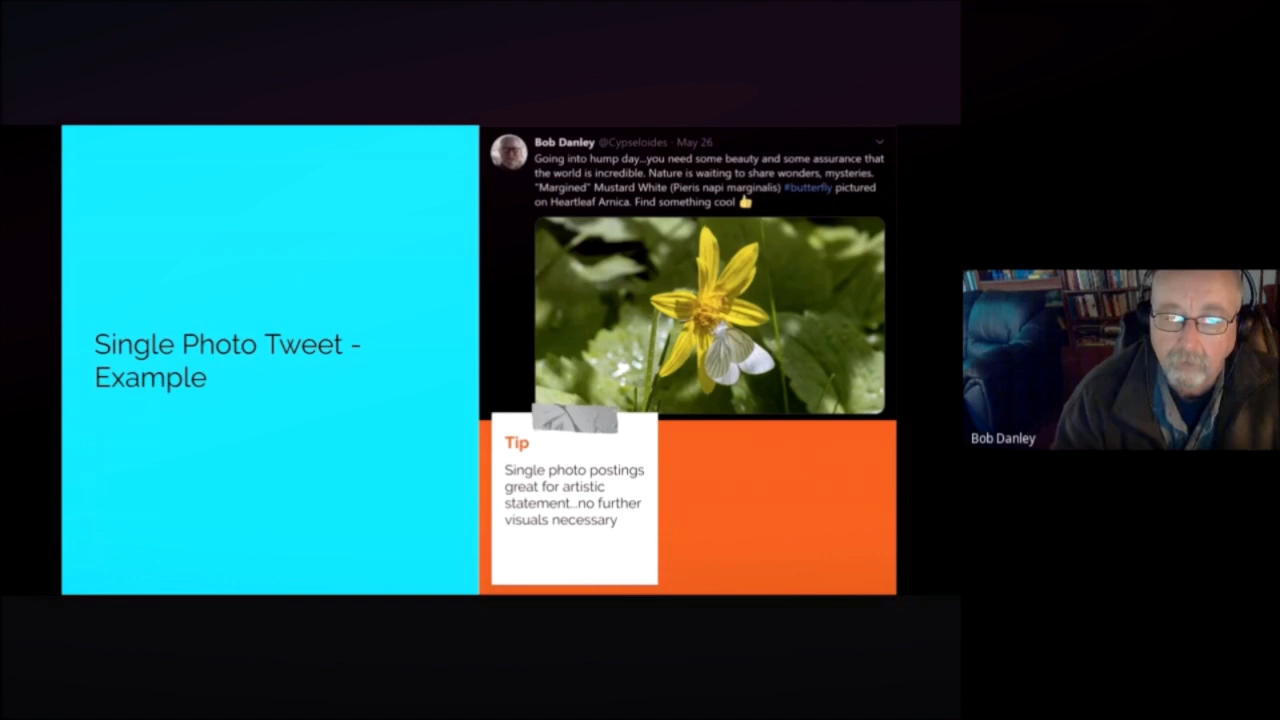 Single Photo Tweet -
Example
Bob Danley @Cypseloides · May 26
Going into hump day...you need some beauty and some assurance that
the world is incredible. Nature is waiting to share wonders, mysteries.
"Margined" Mustard White (Pieris napi marginalis) #butterfly pictured
on Heartleaf Arnica. Find something cool 👍
Tip
Single photo postings
great for artistic
statement...no further
visuals necessary
Bob Danley